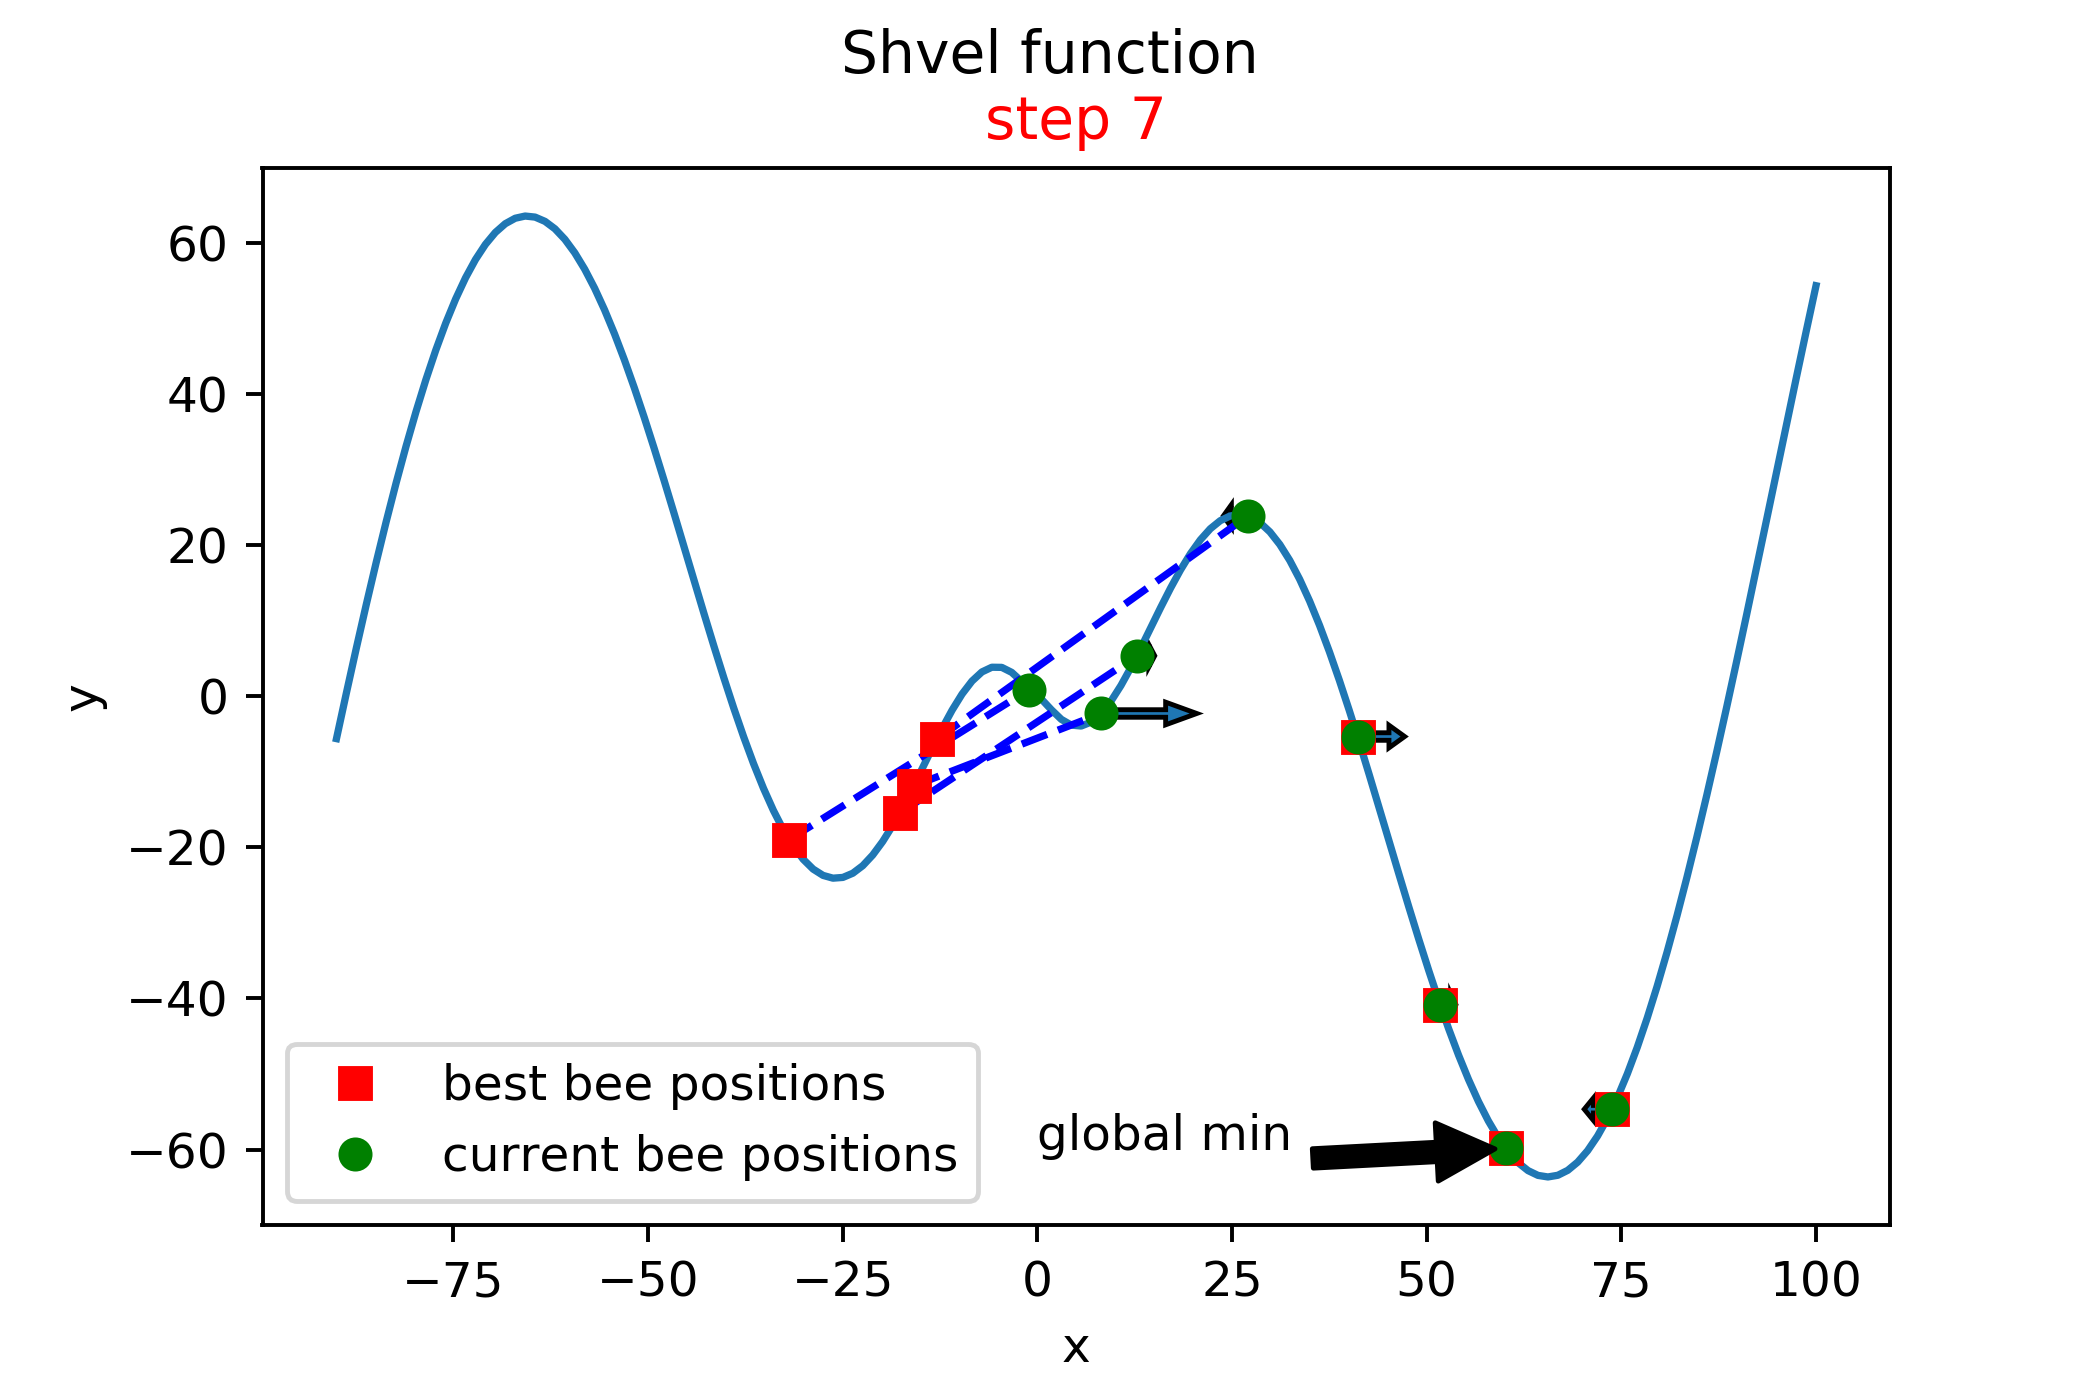 Shvel function
step 7
60
40
20
0
−20
−40
−60
y
global min
best bee positions
current bee positions
−75 −50 −25 0 25 50 75 100
x